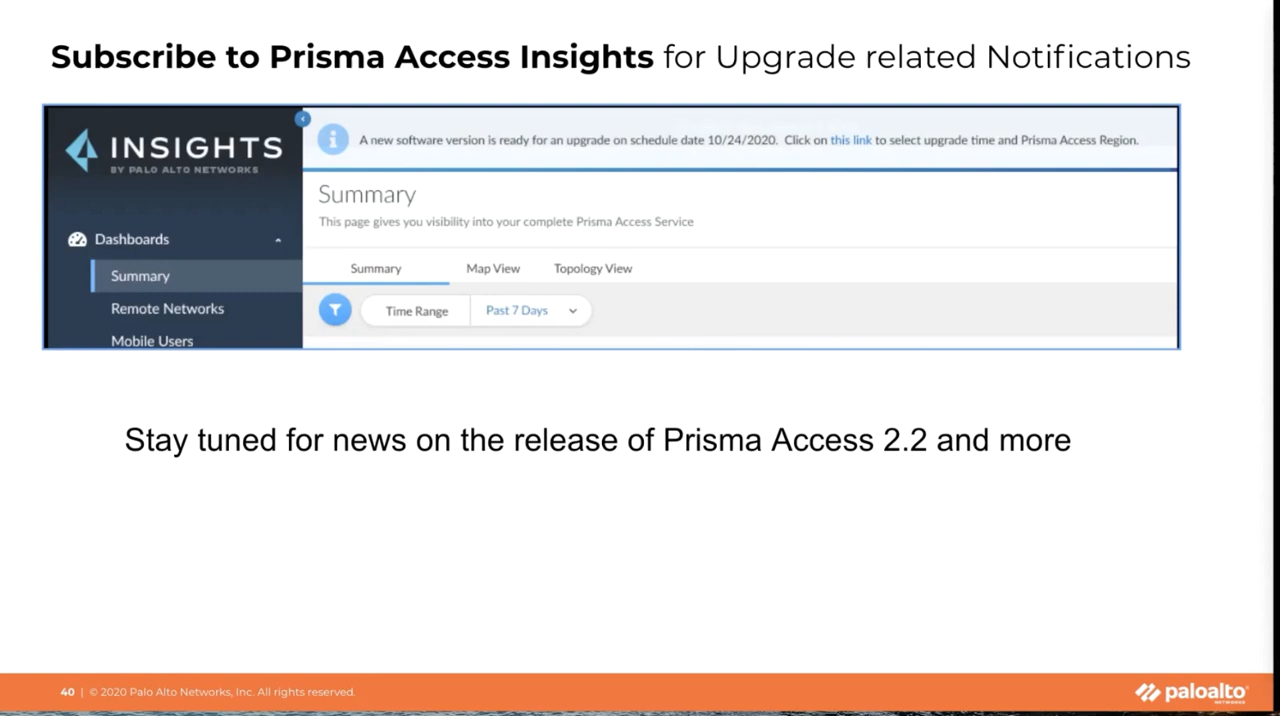 Subscribe to Prisma Access Insights for Upgrade related Notifications
INSIGHTS
BY PALO ALTO NETWORKS
A new software version is ready for an upgrade on schedule date 10/24/2020. Click on this link to select upgrade time and Prisma Access Region.
Summary
This page gives you visibility into your complete Prisma Access Service
Dashboards
Summary
Remote Networks
Mobile Users
Summary Map View Topology View
Time Range Past 7 Days
Stay tuned for news on the release of Prisma Access 2.2 and more
40 | © 2020 Palo Alto Networks, Inc. All rights reserved.
paloalto
NETWORKS